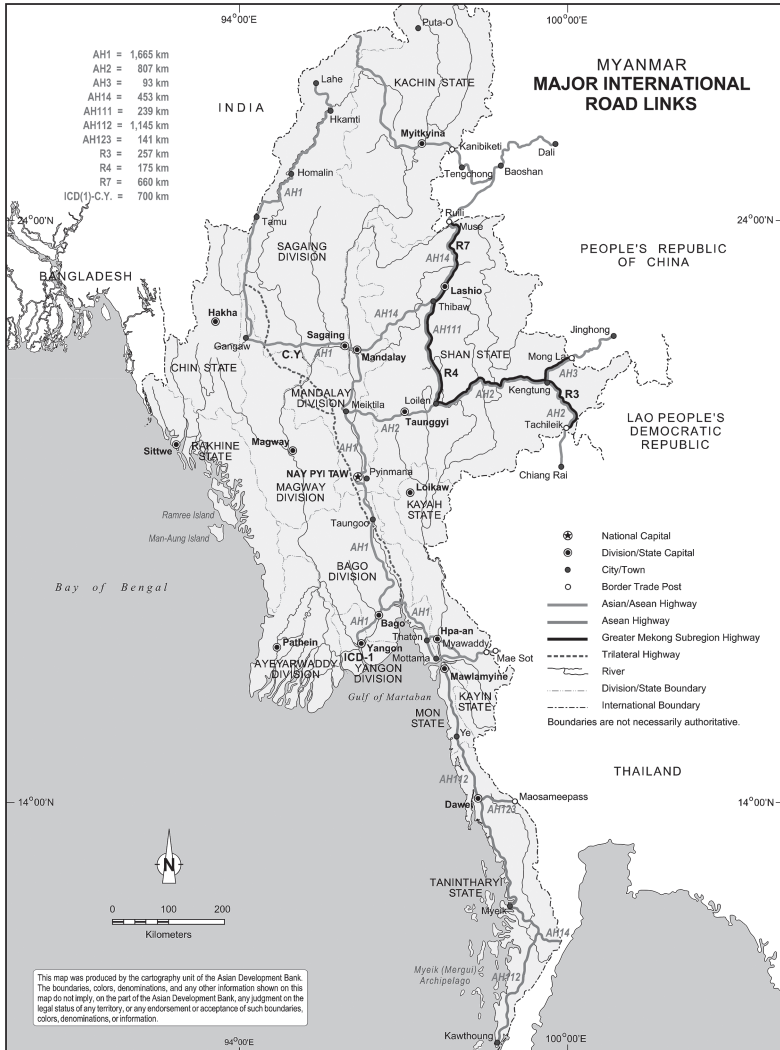 94°00'E
100°00'E
AH1 = 1,665 km
AH2 = 807 km
AH3 = 93 km
AH14 = 453 km
AH111 = 239 km
AH112 = 1,145 km
AH123 = 141 km
R3 = 257 km
R4 = 175 km
R7 = 660 km
ICD(1)-C.Y. = 700 km
MYANMAR
MAJOR INTERNATIONAL
ROAD LINKS
Puta-O
Lahe
KACHIN STATE
INDIA
Hkamti
Myitkyina
Kanibiketi
Dali
Tengchong
Baoshan
Homalin
AH1
Tamu
Ruili
Muse
24°00'N
24°00'N
SAGAING
DIVISION
R7
AH14
PEOPLE'S REPUBLIC
OF CHINA
BANGLADESH
Lashio
Thibaw
Hakha
AH14
AH111
Jinghong
Sagaing
Gangaw
C.Y.
AH1
Mandalay
SHAN STATE
Mong La
AH3
CHIN STATE
R4
AH2
Kengtung
R3
MANDALAY
DIVISION
Meiktila
Loilen
AH2
Taunggyi
AH2
Tachileik
LAO PEOPLE'S
DEMOCRATIC
REPUBLIC
Sittwe
RAKHINE
STATE
Magway
AH1
NAY PYI TAW
Pyinmana
Chiang Rai
MAGWAY
DIVISION
Loikaw
KAYAH
STATE
Ramree Island
Man-Aung Island
Taungoo
AH1
BAGO
DIVISION
Bay of Bengal
National Capital
Division/State Capital
City/Town
Border Trade Post
Asian/Asean Highway
Asean Highway
Greater Mekong Subregion Highway
Trilateral Highway
River
Division/State Boundary
International Boundary
Boundaries are not necessarily authoritative.
AH1
AH1
Bago
Hpa-an
Thaton
Myawaddy
Pathein
Yangon
ICD-1
Mottama
Mae Sot
AYEYARWADDY
DIVISION
YANGON
DIVISION
Mawlamyine
Gulf of Martaban
KAYIN
STATE
MON
STATE
Ye
THAILAND
AH112
Maosameepass
14°00'N
14°00'N
Dawei
AH123
N
TANINTHARYI
STATE
Myeik
0 100 200
Kilometers
AH14
Myeik (Mergui)
Archipelago
AH112
This map was produced by the cartography unit of the Asian Development Bank.
The boundaries, colors, denominations, and any other information shown on this
map do not imply, on the part of the Asian Development Bank, any judgment on the
legal status of any territory, or any endorsement or acceptance of such boundaries,
colors, denominations, or information.
Kawthoung
94°00'E
100°00'E